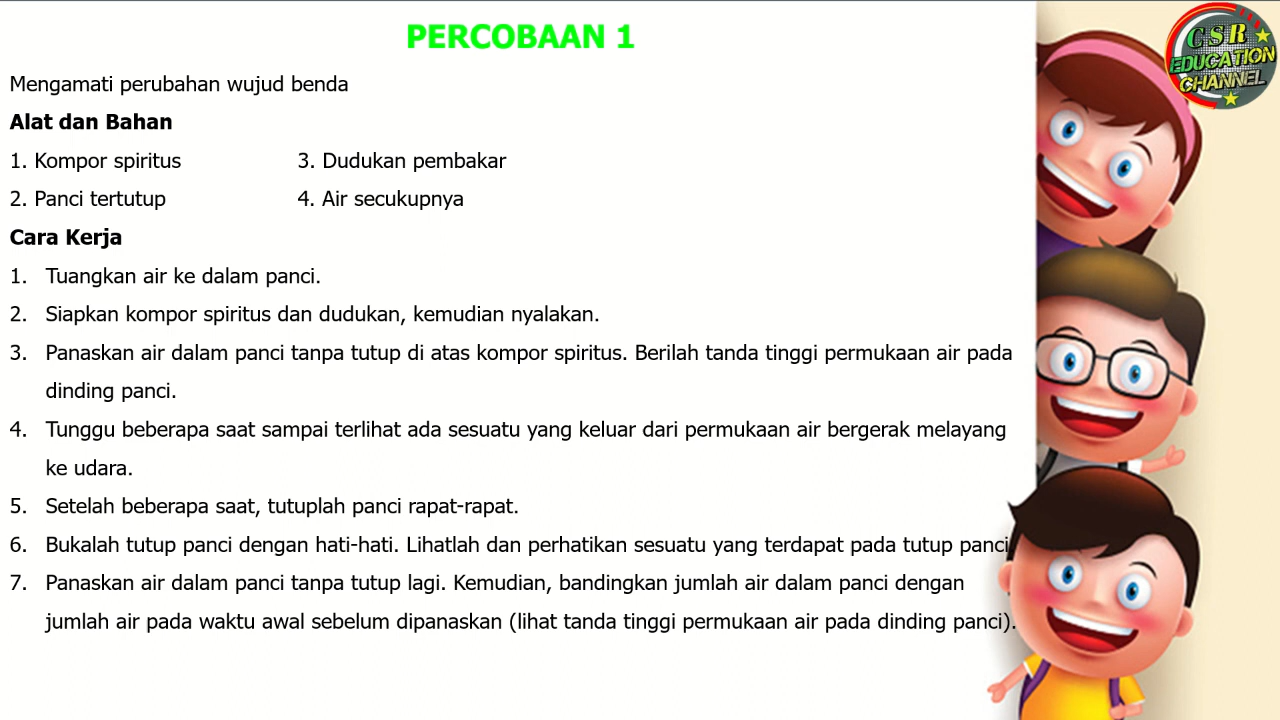 PERCOBAAN 1
Mengamati perubahan wujud benda
Alat dan Bahan
1. Kompor spiritus 3. Dudukan pembakar
2. Panci tertutup 4. Air secukupnya
Cara Kerja
1. Tuangkan air ke dalam panci.
2. Siapkan kompor spiritus dan dudukan, kemudian nyalakan.
3. Panaskan air dalam panci tanpa tutup di atas kompor spiritus. Berilah tanda tinggi permukaan air pada
dinding panci.
4. Tunggu beberapa saat sampai terlihat ada sesuatu yang keluar dari permukaan air bergerak melayang
ke udara.
5. Setelah beberapa saat, tutuplah panci rapat-rapat.
6. Bukalah tutup panci dengan hati-hati. Lihatlah dan perhatikan sesuatu yang terdapat pada tutup panci
7. Panaskan air dalam panci tanpa tutup lagi. Kemudian, bandingkan jumlah air dalam panci dengan
jumlah air pada waktu awal sebelum dipanaskan (lihat tanda tinggi permukaan air pada dinding panci).
CSR
EDUCATION
CHANNEL